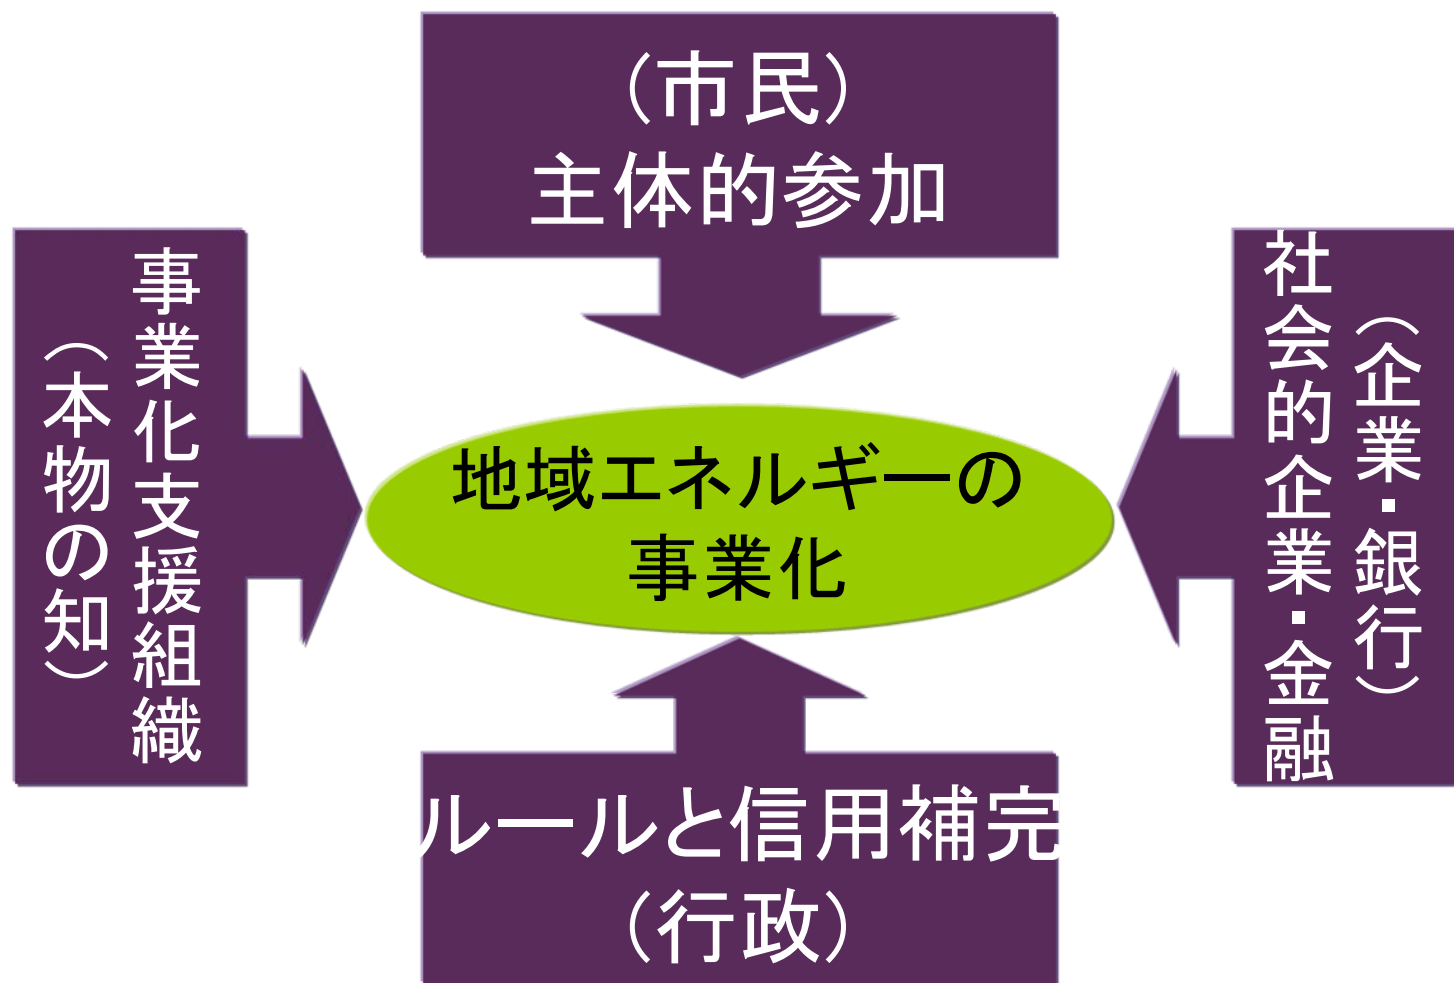 （市民）
主体的参加
事業化支援組織
（本物の知）
地域エネルギーの
事業化
（企業・銀行）
社会的企業・金融
ルールと信用補完
（行政）